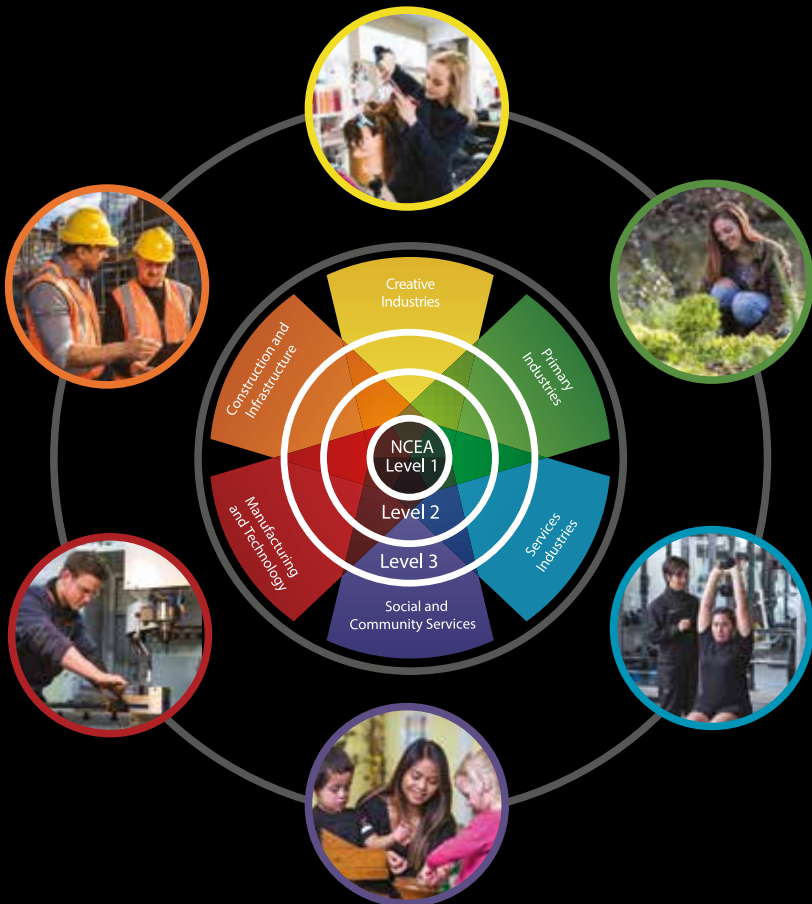 Creative
Industries
Construction and
Infrastructure
Primary
Industries
NCEA
Level 1
Level 2
Level 3
Manufacturing
and Technology
Services
Industries
Social and
Community Services